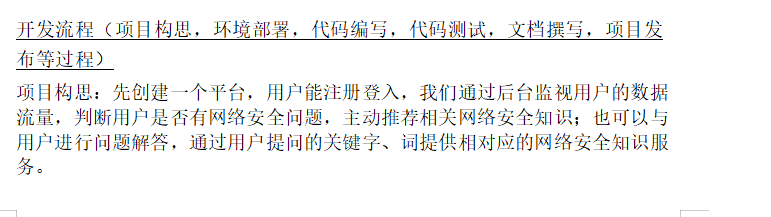 开发流程（项目构思，环境部署，代码编写，代码测试，文档撰写，项目发
布等过程）
项目构思：先创建一个平台，用户能注册登入，我们通过后台监视用户的数据
流量，判断用户是否有网络安全问题，主动推荐相关网络安全知识；也可以与
用户进行问题解答，通过用户提问的关键字、词提供相对应的网络安全知识服
务。